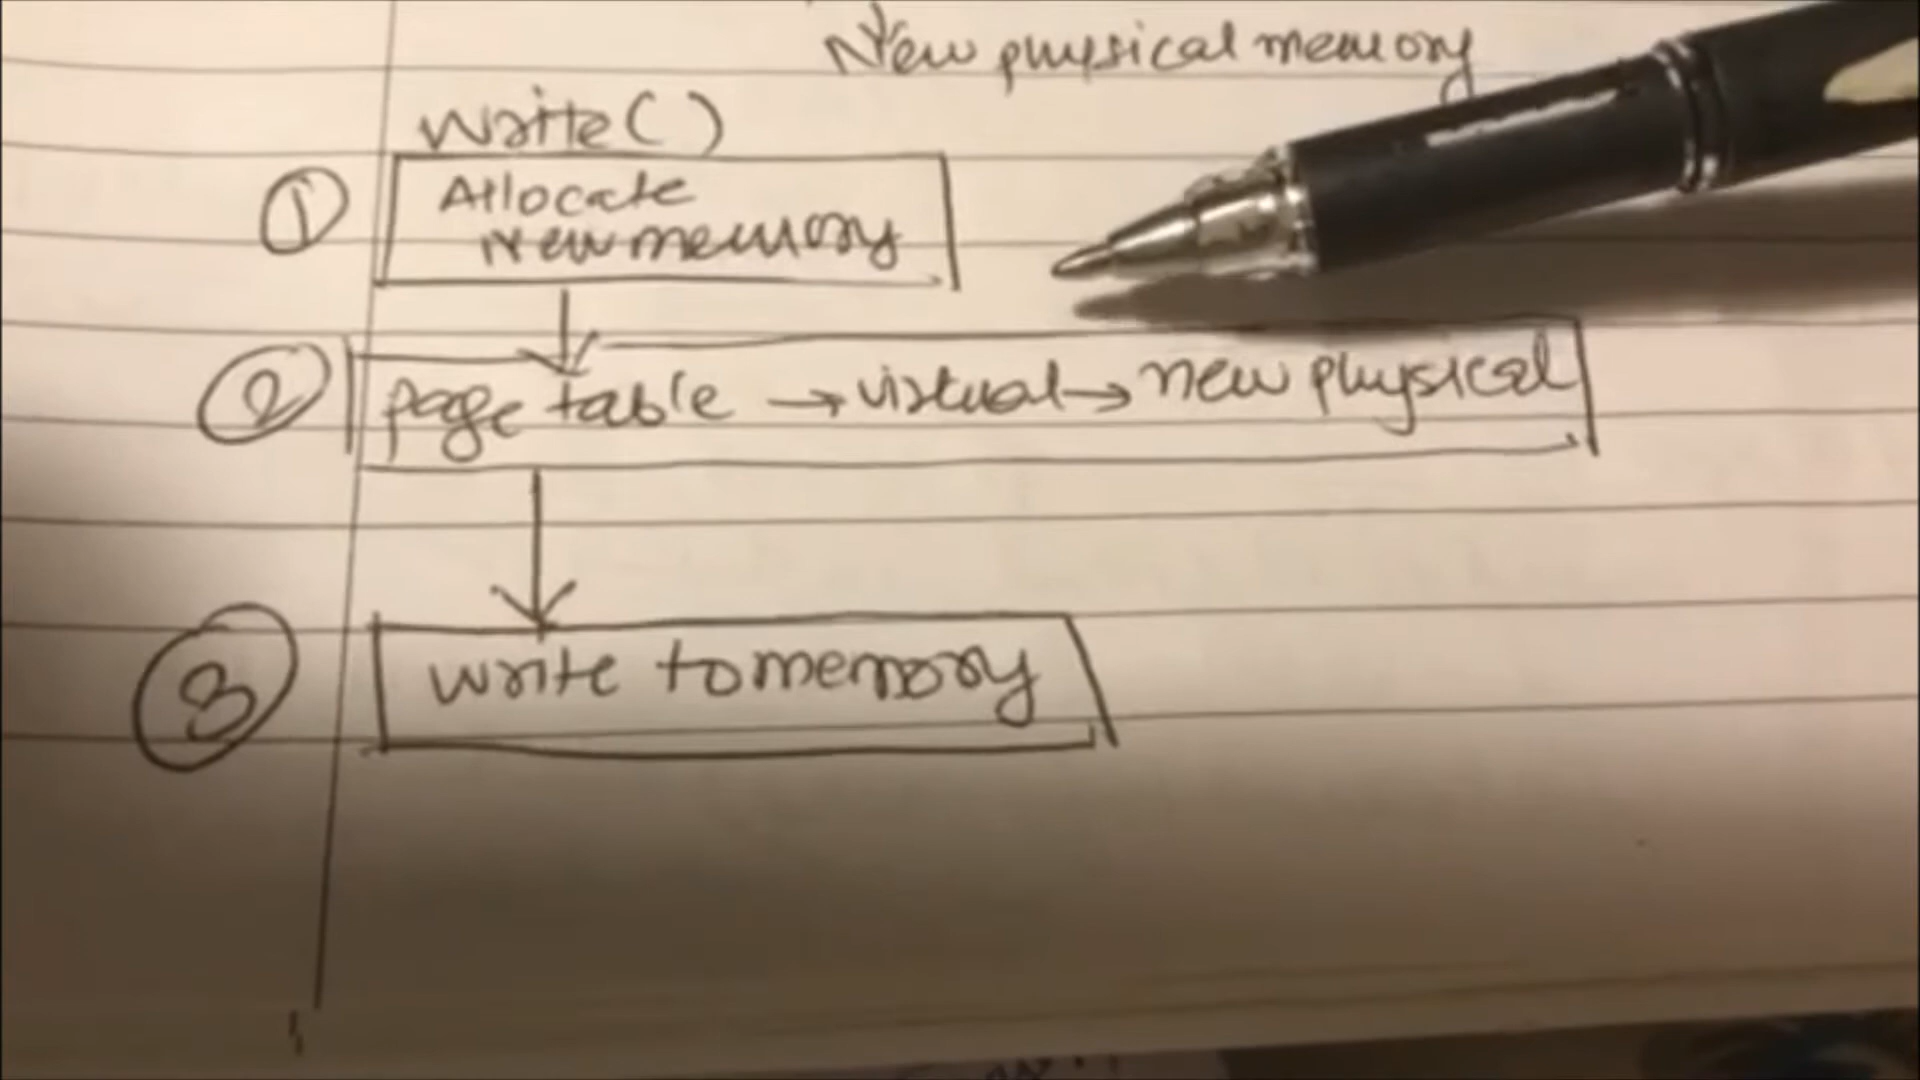 New physical memory
Write()
1
Allocate
New memory
2
page table → virtual → new physical
3
write to memory